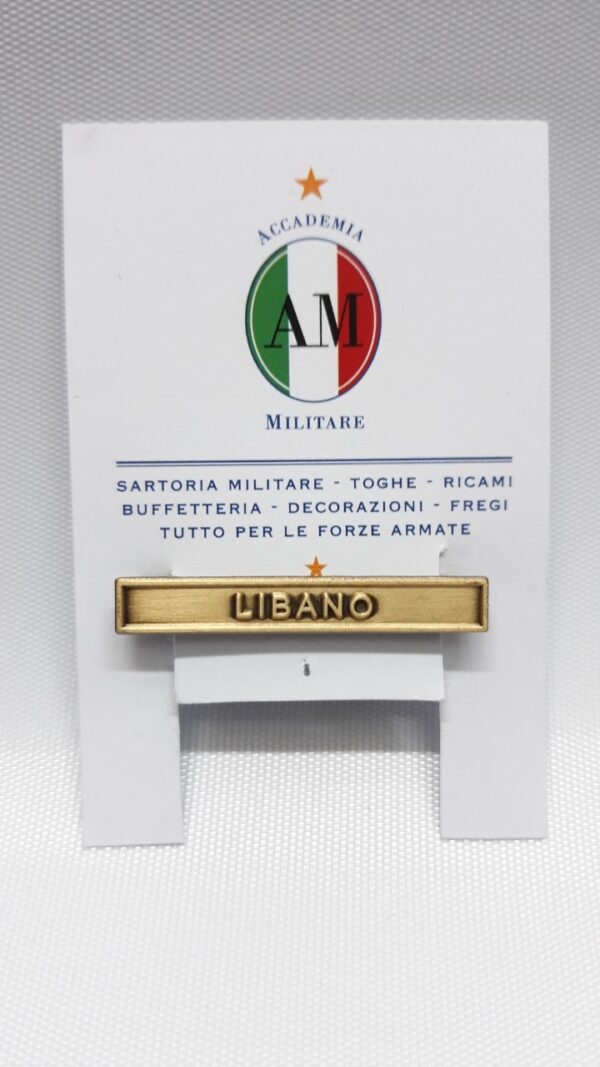 ACCADEMIA
AM
MILITARE
SARTORIA MILITARE - TOGHE - RICAMI
BUFFETTERIA - DECORAZIONI - FREGI
TUTTO PER LE FORZE ARMATE
LIBANO